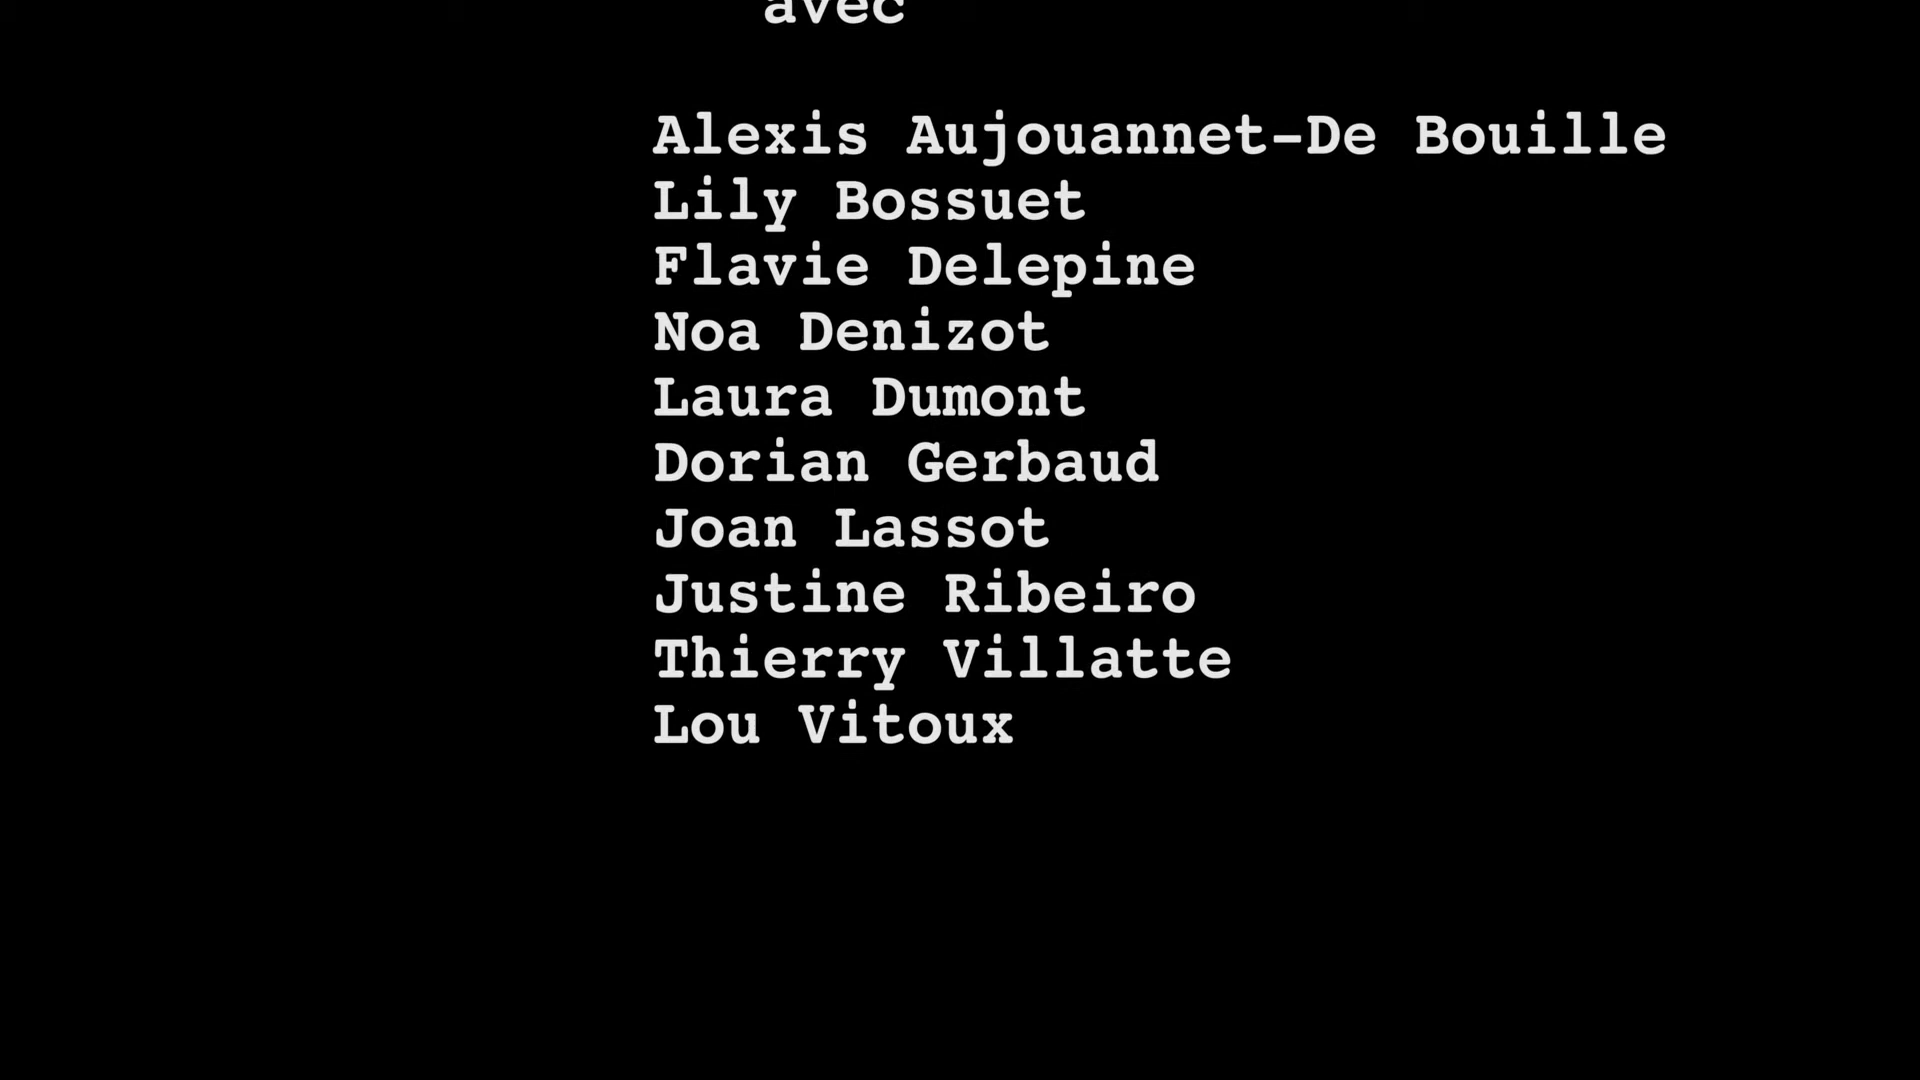 avec
Alexis Aujouannet-De Bouille
Lily Bossuet
Flavie Delepine
Noa Denizot
Laura Dumont
Dorian Gerbaud
Joan Lassot
Justine Ribeiro
Thierry Villatte
Lou Vitoux